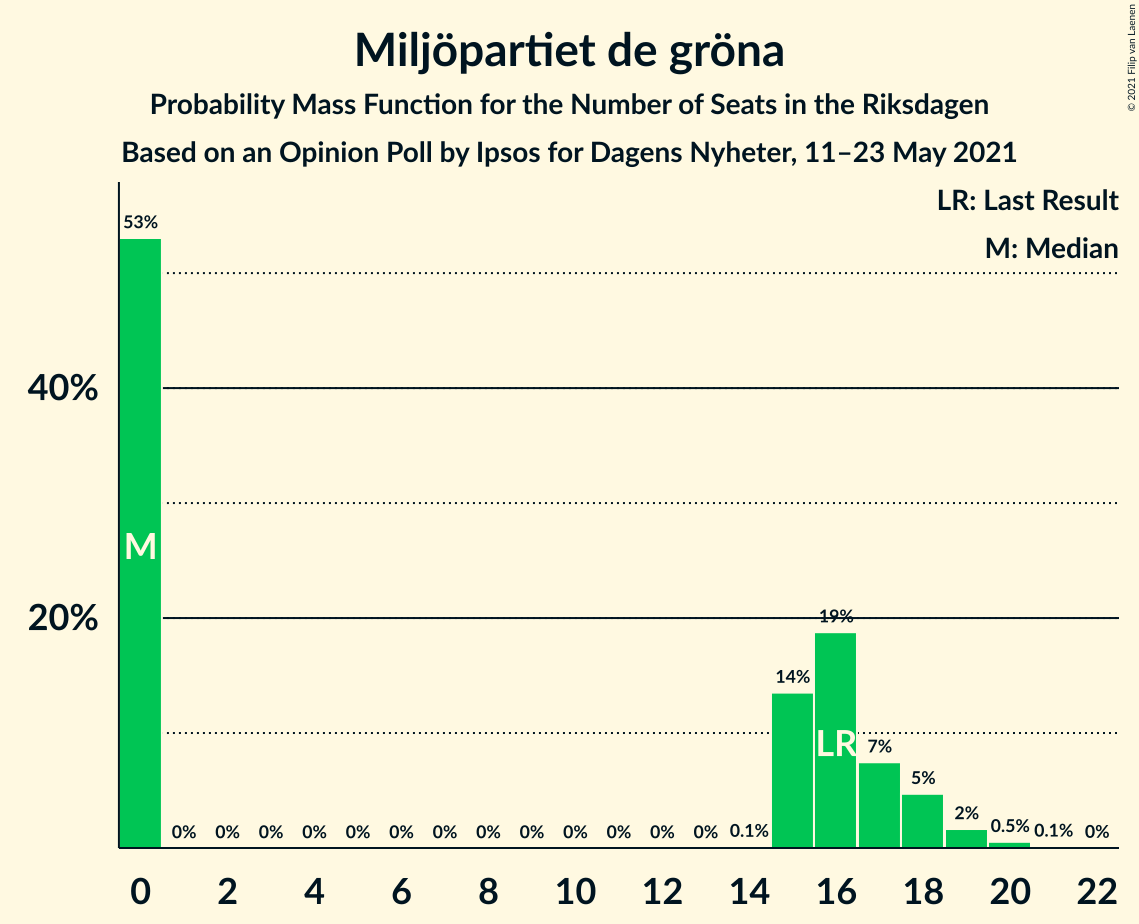 Miljöpartiet de gröna
Probability Mass Function for the Number of Seats in the Riksdagen
Based on an Opinion Poll by Ipsos for Dagens Nyheter, 11–23 May 2021
© 2021 Filip van Laenen
LR: Last Result
M: Median
53%
40%
M
20%
19%
14%
LR
7%
5%
2%
0% 0% 0% 0% 0% 0% 0% 0% 0% 0% 0% 0% 0% 0.1% 0.5% 0.1% 0%
0 2 4 6 8 10 12 14 16 18 20 22